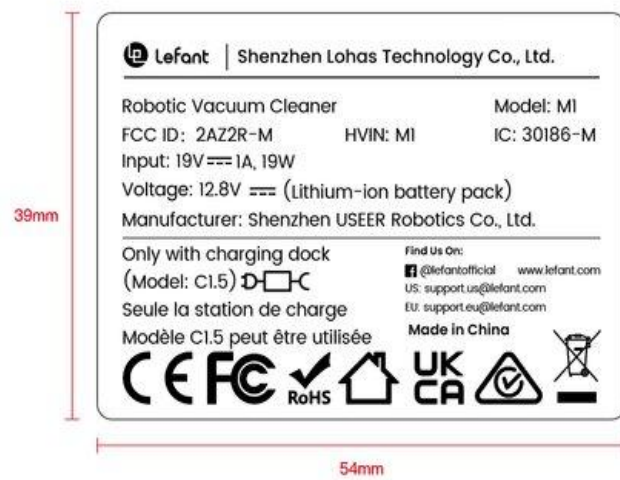 Lefant | Shenzhen Lohas Technology Co., Ltd.
Robotic Vacuum Cleaner Model: M1
FCC ID: 2AZ2R-M HVIN: M1 IC: 30186-M
Input: 19V⎓1A, 19W
Voltage: 12.8V ⎓ (Lithium-ion battery pack)
Manufacturer: Shenzhen USEER Robotics Co., Ltd.
Only with charging dock
(Model: C1.5)
Seule la station de charge
Modèle C1.5 peut être utilisée
Find Us On:
@lefantofficial www.lefant.com
US: support.us@lefant.com
EU: support.eu@lefant.com
Made in China
CE FC RoHS UK CA
39mm
54mm